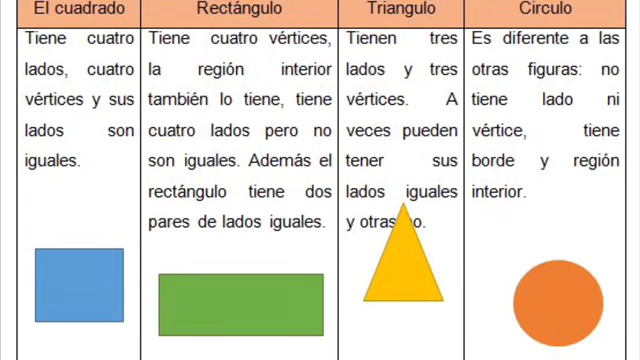 El cuadrado
Rectángulo
Triangulo
Circulo
Tiene cuatro
lados, cuatro
vértices y sus
lados son
iguales.
Tiene cuatro vértices,
la región interior
también lo tiene, tiene
cuatro lados pero no
son iguales. Además el
rectángulo tiene dos
pares de lados iguales.
Tienen tres
lados y tres
vértices. A
veces pueden
tener sus
lados iguales
y otras
Es diferente a las
otras figuras: no
tiene lado ni
vértice, tiene
borde y región
interior.